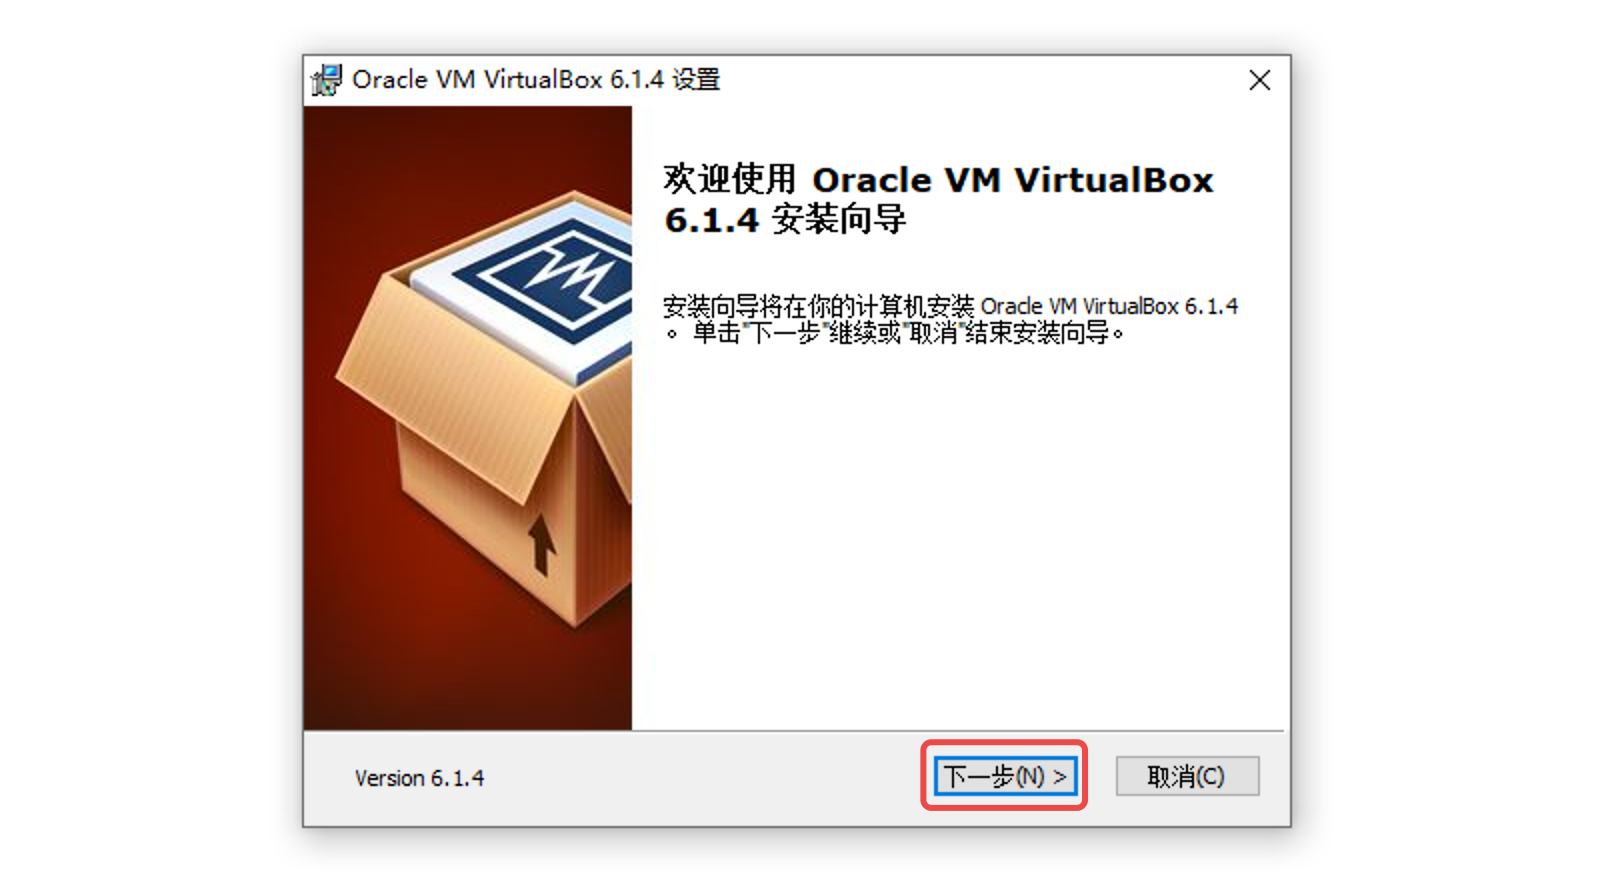 Oracle VM VirtualBox 6.1.4 设置
欢迎使用 Oracle VM VirtualBox
6.1.4 安装向导
安装向导将在你的计算机安装 Oracle VM VirtualBox 6.1.4
。 单击"下一步"继续或"取消"结束安装向导。
Version 6.1.4
下一步(N) >
取消(C)